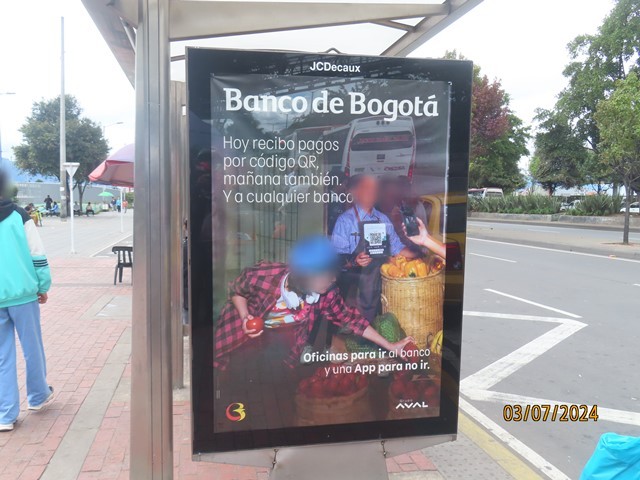 JCDecaux
Banco de Bogotá
Hoy recibo pagos
por código QR,
mañana también.
Y a cualquier banco
Oficinas para ir al banco
y una App para no ir.
AVAL
03/07/2024